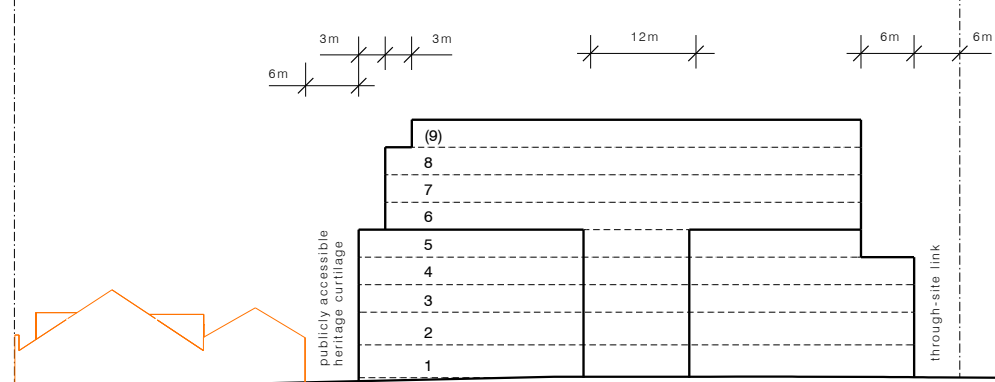 3m
3m
12m
6m
6m
6m
(9)
8
7
6
5
4
3
2
1
publicly accessible
heritage curtilage
through-site link